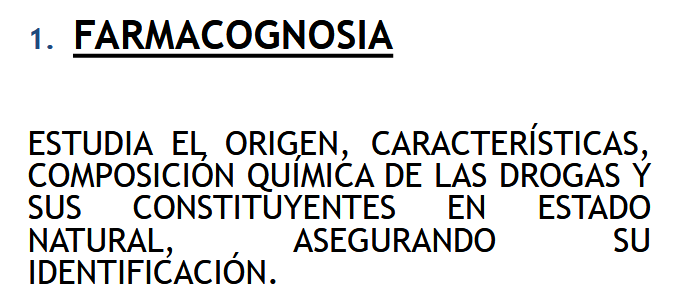 1. FARMACOGNOSIA
ESTUDIA EL ORIGEN, CARACTERÍSTICAS,
COMPOSICIÓN QUÍMICA DE LAS DROGAS Y
SUS CONSTITUYENTES EN ESTADO
NATURAL, ASEGURANDO SU
IDENTIFICACIÓN.